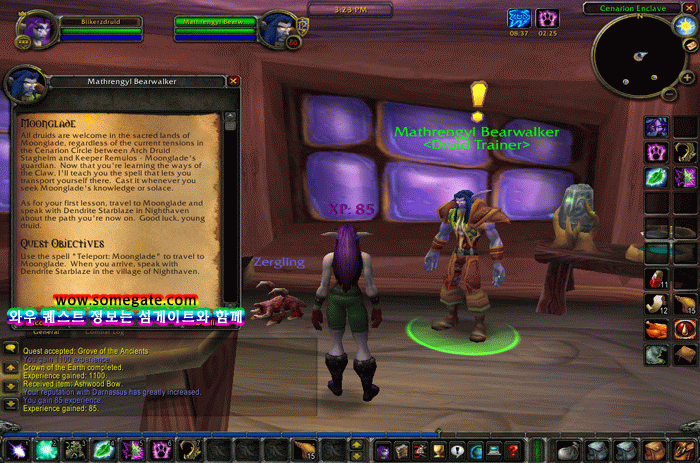 3:23 PM
Cenarion Enclave
Blikerzdruid
Mathrengyl Bearw...
08:37
02:25
Mathrengyl Bearwalker
MOONGLADE
All druids are welcome in the sacred lands of
Moonglade, regardless of the current tensions in
the Cenarion Circle between Arch Druid
Staghelm and Keeper Remulos - Moonglade's
guardian. Now that you're learning the ways of
the Claw, I'll teach you the spell that lets you
transport yourself there. Cast it whenever you
seek Moonglade's knowledge or solace.
As for your first lesson, travel to Moonglade and
speak with Dendrite Starblaze in Nighthaven
about the path you're now on. Good luck, young
druid.
QUEST OBJECTIVES
Use the spell "Teleport: Moonglade" to travel to
Moonglade. When you arrive, speak with
Dendrite Starblaze in the village of Nighthaven.
Mathrengyl Bearwalker
<Druid Trainer>
XP: 85
Zergling
www.somegate.com
와우 퀘스트 정보는 섬게이트와 함께
General
Combat Log
Quest accepted: Grove of the Ancients
You gain 1100 experience.
Crown of the Earth completed.
Experience gained: 1100.
Received item: Ashwood Bow.
Your reputation with Darnassus has greatly increased.
You gain 85 experience.
Experience gained: 85.
11
15
15